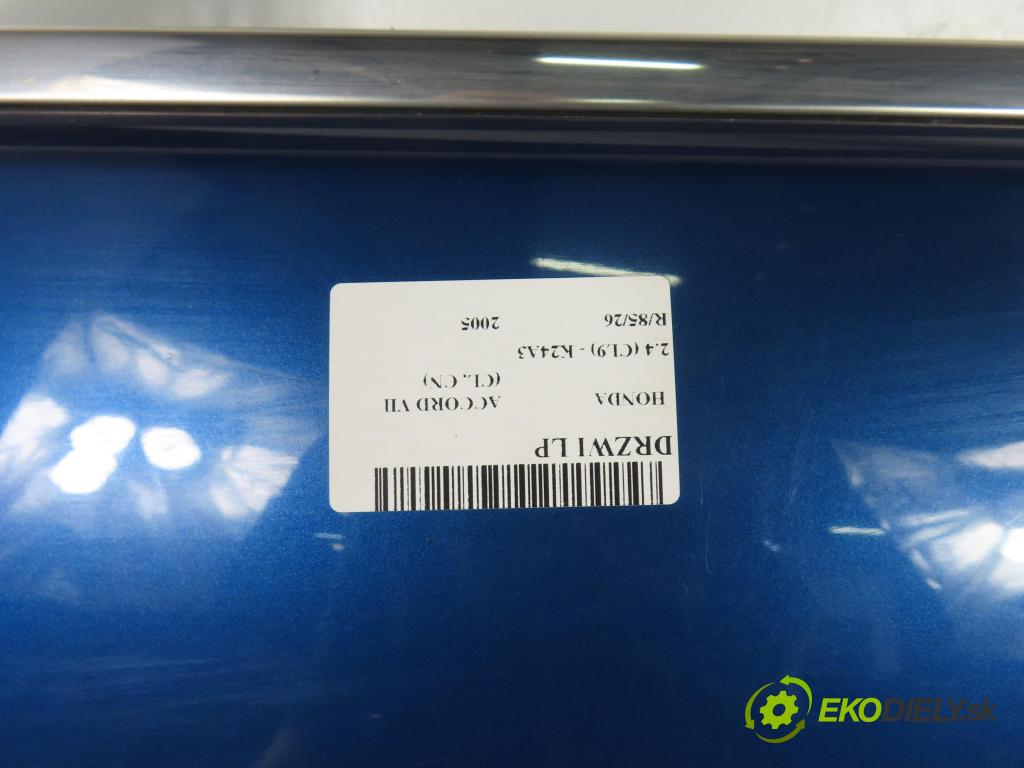 DRZWI LP
HONDA ACCORD VII
(CL, CN)
2.4 (CL9) - K24A3
R/85/26 2005
EKODIELY.sk